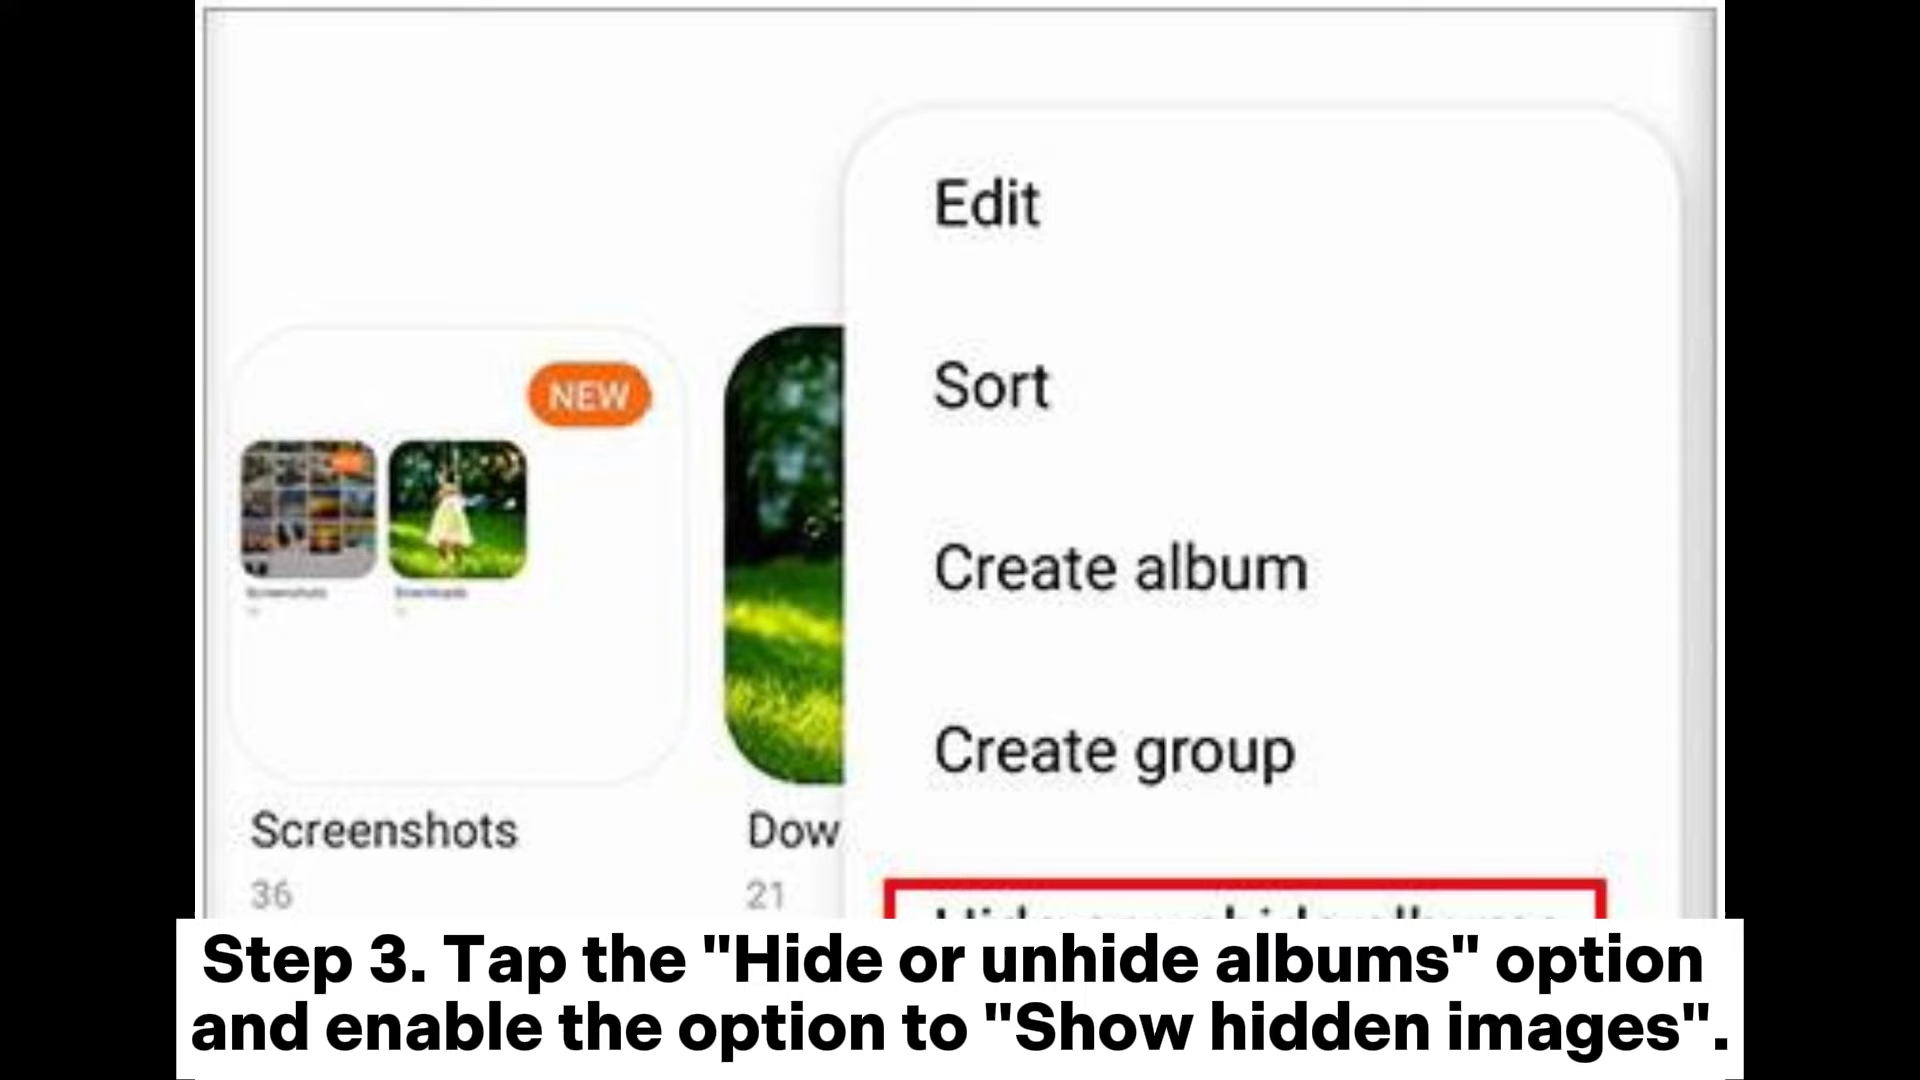 Edit
Sort
Create album
Create group
NEW
Screenshots
36
Dow
21
Step 3. Tap the "Hide or unhide albums" option
and enable the option to "Show hidden images".